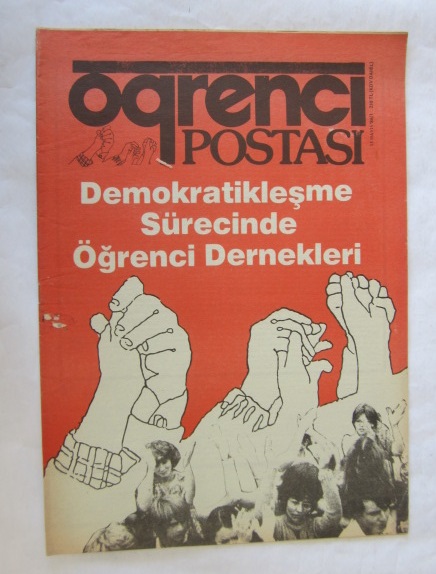 öğrenci
POSTASI
Demokratikleşme
Sürecinde
Öğrenci Dernekleri